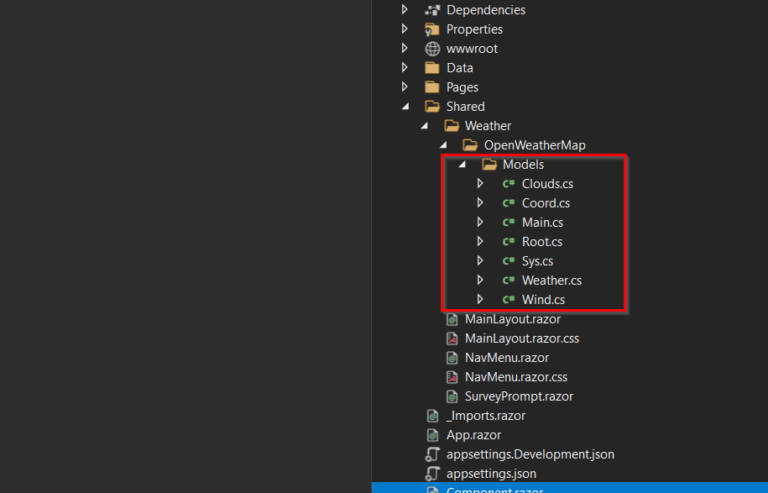 Dependencies
Properties
wwwroot
Data
Pages
Shared
Weather
OpenWeatherMap
Models
C# Clouds.cs
C# Coord.cs
C# Main.cs
C# Root.cs
C# Sys.cs
C# Weather.cs
C# Wind.cs
MainLayout.razor
MainLayout.razor.css
NavMenu.razor
NavMenu.razor.css
SurveyPrompt.razor
_Imports.razor
App.razor
appsettings.Development.json
appsettings.json
Component.razor